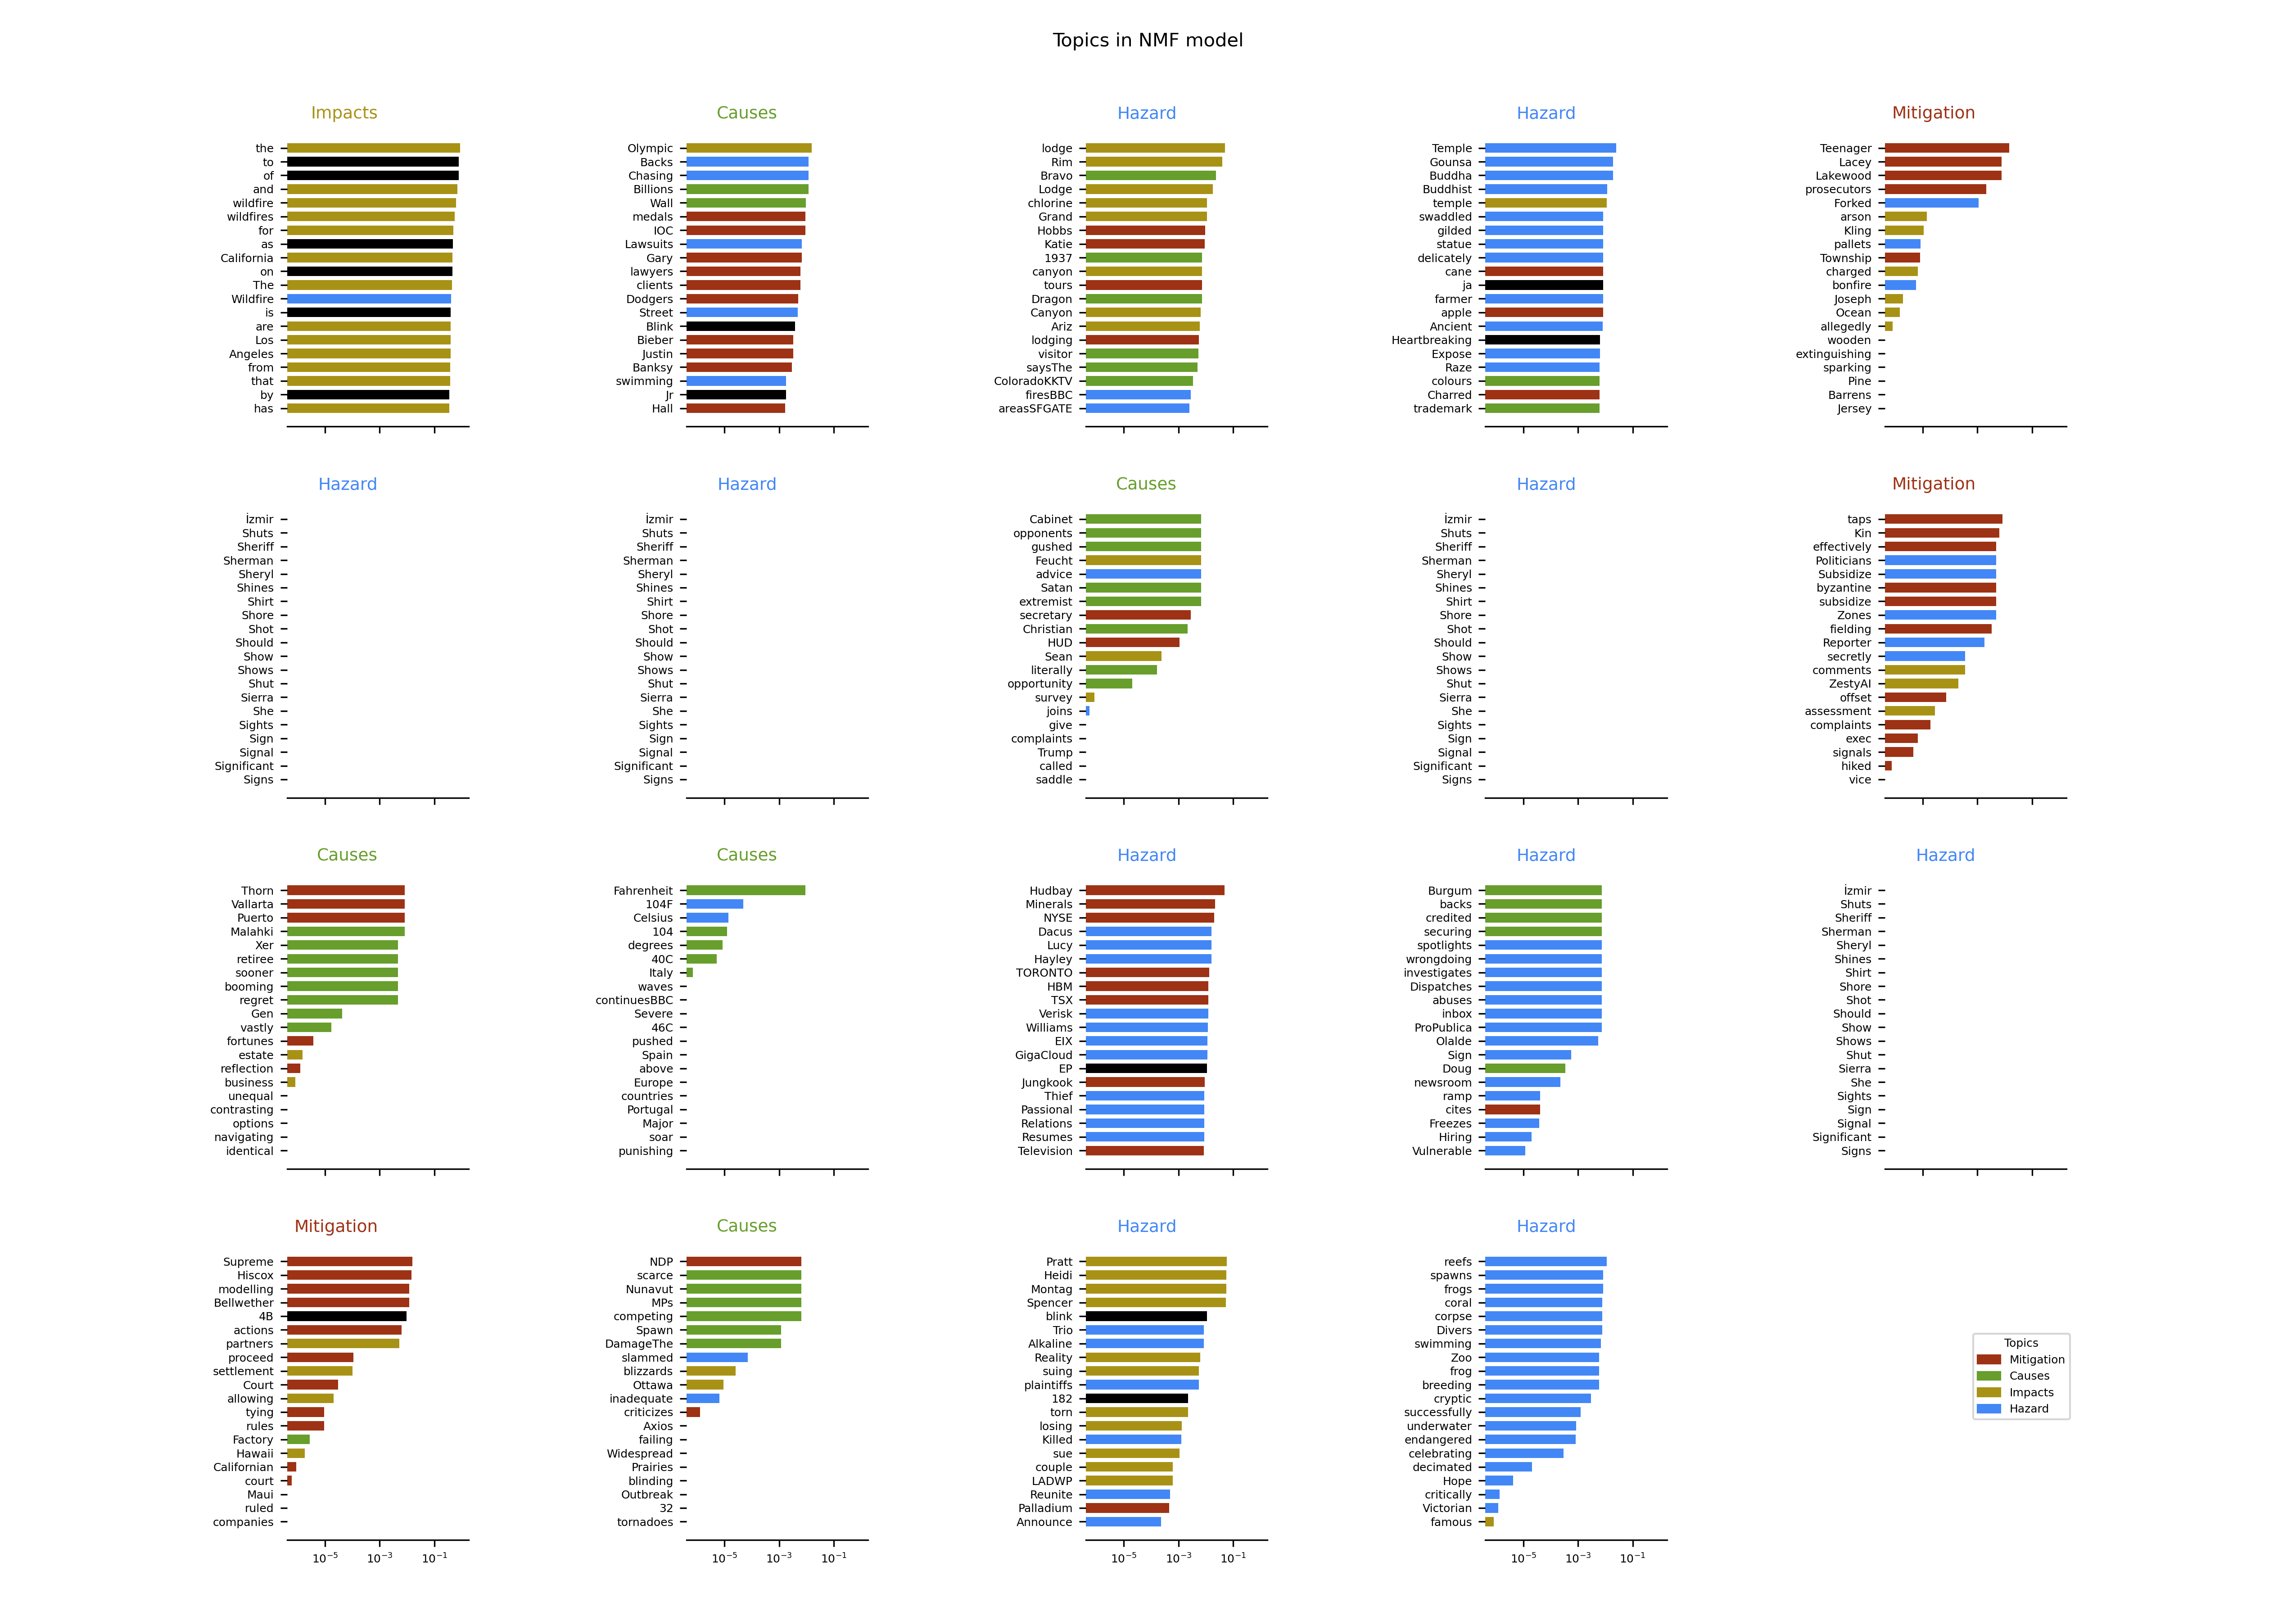 Topics in NMF model
Impacts
the
to
of
and
wildfire
wildfires
for
as
California
on
The
Wildfire
is
are
Los
Angeles
from
that
by
has
Causes
Olympic
Backs
Chasing
Billions
Wall
medals
IOC
Lawsuits
Gary
lawyers
clients
Dodgers
Street
Blink
Bieber
Justin
Banksy
swimming
Jr
Hall
Hazard
lodge
Rim
Bravo
Lodge
chlorine
Grand
Hobbs
Katie
1937
canyon
tours
Dragon
Canyon
Ariz
lodging
visitor
saysThe
ColoradoKKTV
firesBBC
areasSFGATE
Hazard
Temple
Gounsa
Buddha
Buddhist
temple
swaddled
gilded
statue
delicately
cane
ja
farmer
apple
Ancient
Heartbreaking
Expose
Raze
colours
Charred
trademark
Mitigation
Teenager
Lacey
Lakewood
prosecutors
Forked
arson
Kling
pallets
Township
charged
bonfire
Joseph
Ocean
allegedly
wooden
extinguishing
sparking
Pine
Barrens
Jersey
Hazard
İzmir
Shuts
Sheriff
Sherman
Sheryl
Shines
Shirt
Shore
Shot
Should
Show
Shows
Shut
Sierra
She
Sights
Sign
Signal
Significant
Signs
Hazard
İzmir
Shuts
Sheriff
Sherman
Sheryl
Shines
Shirt
Shore
Shot
Should
Show
Shows
Shut
Sierra
She
Sights
Sign
Signal
Significant
Signs
Causes
Cabinet
opponents
gushed
Feucht
advice
Satan
extremist
secretary
Christian
HUD
Sean
literally
opportunity
survey
joins
give
complaints
Trump
called
saddle
Hazard
İzmir
Shuts
Sheriff
Sherman
Sheryl
Shines
Shirt
Shore
Shot
Should
Show
Shows
Shut
Sierra
She
Sights
Sign
Signal
Significant
Signs
Mitigation
taps
Kin
effectively
Politicians
Subsidize
byzantine
subsidize
Zones
fielding
Reporter
secretly
comments
ZestyAI
offset
assessment
complaints
exec
signals
hiked
vice
Causes
Thorn
Vallarta
Puerto
Malahki
Xer
retiree
sooner
booming
regret
Gen
vastly
fortunes
estate
reflection
business
unequal
contrasting
options
navigating
identical
Causes
Fahrenheit
104F
Celsius
104
degrees
40C
Italy
waves
continuesBBC
Severe
46C
pushed
Spain
above
Europe
countries
Portugal
Major
soar
punishing
Hazard
Hudbay
Minerals
NYSE
Dacus
Lucy
Hayley
TORONTO
HBM
TSX
Verisk
Williams
EIX
GigaCloud
EP
Jungkook
Thief
Passional
Relations
Resumes
Television
Hazard
Burgum
backs
credited
securing
spotlights
wrongdoing
investigates
Dispatches
abuses
inbox
ProPublica
Olalde
Sign
Doug
newsroom
ramp
cites
Freezes
Hiring
Vulnerable
Hazard
İzmir
Shuts
Sheriff
Sherman
Sheryl
Shines
Shirt
Shore
Shot
Should
Show
Shows
Shut
Sierra
She
Sights
Sign
Signal
Significant
Signs
Mitigation
Supreme
Hiscox
modelling
Bellwether
4B
actions
partners
proceed
settlement
Court
allowing
tying
rules
Factory
Hawaii
Californian
court
Maui
ruled
companies
10⁻⁵ 10⁻³ 10⁻¹
Causes
NDP
scarce
Nunavut
MPs
competing
Spawn
DamageThe
slammed
blizzards
Ottawa
inadequate
criticizes
Axios
failing
Widespread
Prairies
blinding
Outbreak
32
tornadoes
10⁻⁵ 10⁻³ 10⁻¹
Hazard
Pratt
Heidi
Montag
Spencer
blink
Trio
Alkaline
Reality
suing
plaintiffs
182
torn
losing
Killed
sue
couple
LADWP
Reunite
Palladium
Announce
10⁻⁵ 10⁻³ 10⁻¹
Hazard
reefs
spawns
frogs
coral
corpse
Divers
swimming
Zoo
frog
breeding
cryptic
successfully
underwater
endangered
celebrating
decimated
Hope
critically
Victorian
famous
10⁻⁵ 10⁻³ 10⁻¹
Topics
Mitigation
Causes
Impacts
Hazard